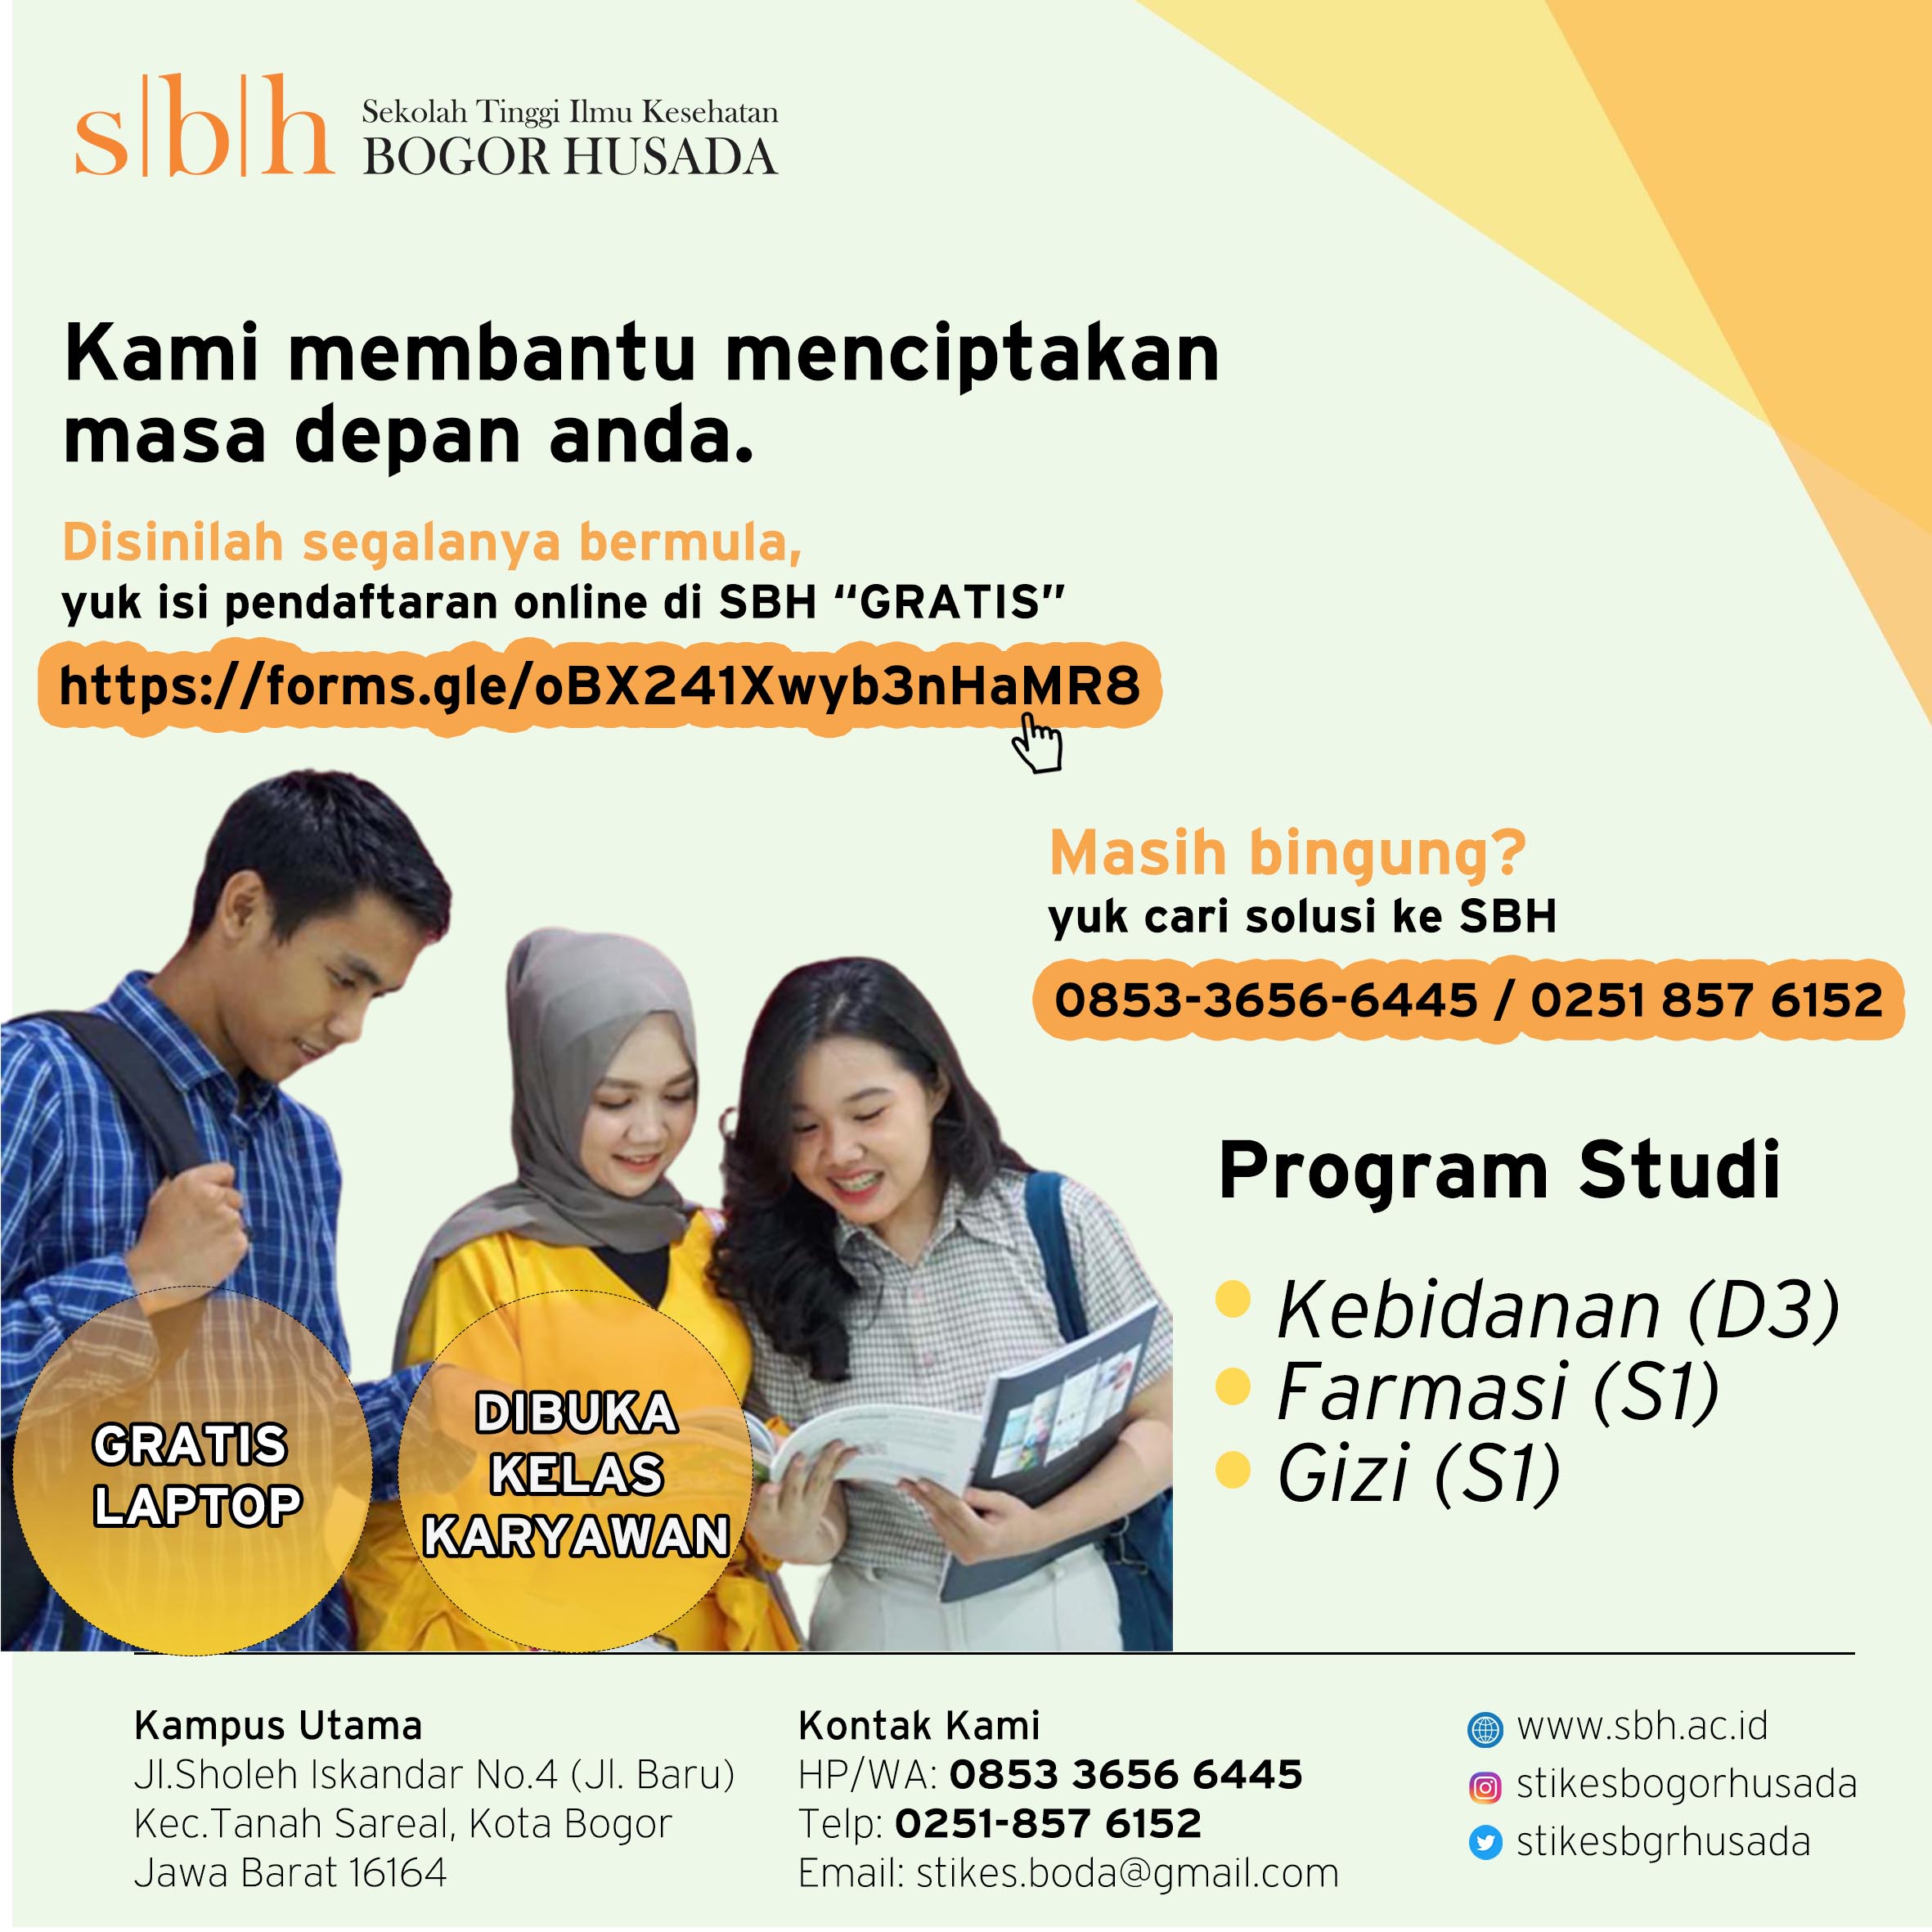 s|b|h
Sekolah Tinggi Ilmu Kesehatan
BOGOR HUSADA
Kami membantu menciptakan
masa depan anda.
Disinilah segalanya bermula,
yuk isi pendaftaran online di SBH “GRATIS”
https://forms.gle/oBX241Xwyb3nHaMR8
Masih bingung?
yuk cari solusi ke SBH
0853-3656-6445 / 0251 857 6152
Program Studi
Kebidanan (D3)
Farmasi (S1)
Gizi (S1)
GRATIS
LAPTOP
DIBUKA
KELAS
KARYAWAN
Kampus Utama
Jl.Sholeh Iskandar No.4 (Jl. Baru)
Kec.Tanah Sareal, Kota Bogor
Jawa Barat 16164
Kontak Kami
HP/WA: 0853 3656 6445
Telp: 0251-857 6152
Email: stikes.boda@gmail.com
www.sbh.ac.id
stikesbogorhusada
stikesbgrhusada